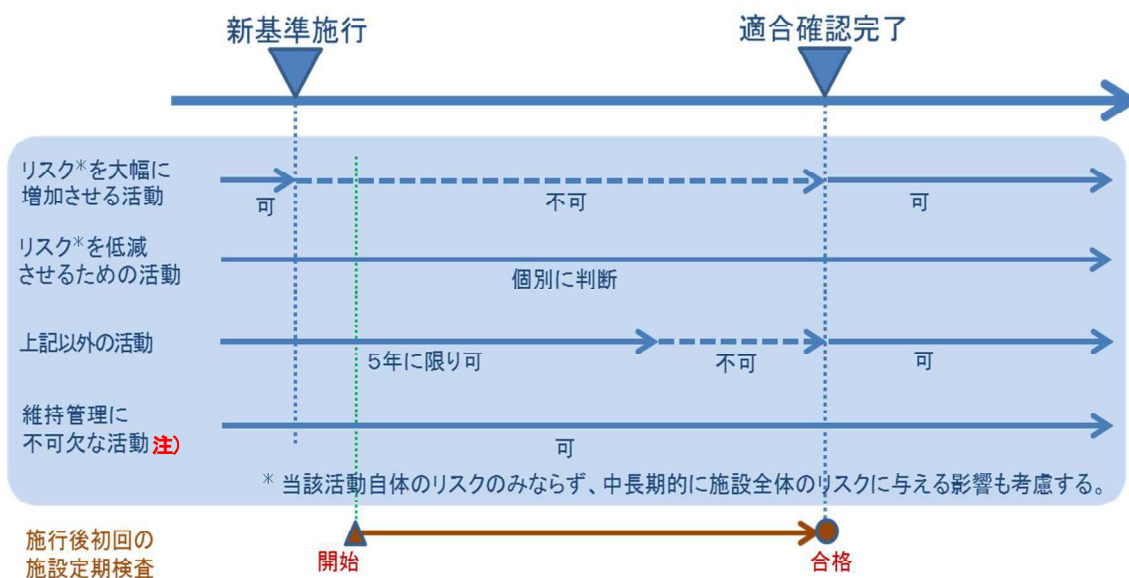 新基準施行
適合確認完了
リスク*を大幅に
増加させる活動
可
不可
可
リスク*を低減
させるための活動
個別に判断
上記以外の活動
5年に限り可
不可
可
維持管理に
不可欠な活動 注)
可
* 当該活動自体のリスクのみならず、中長期的に施設全体のリスクに与える影響も考慮する。
施行後初回の
施設定期検査
開始
合格